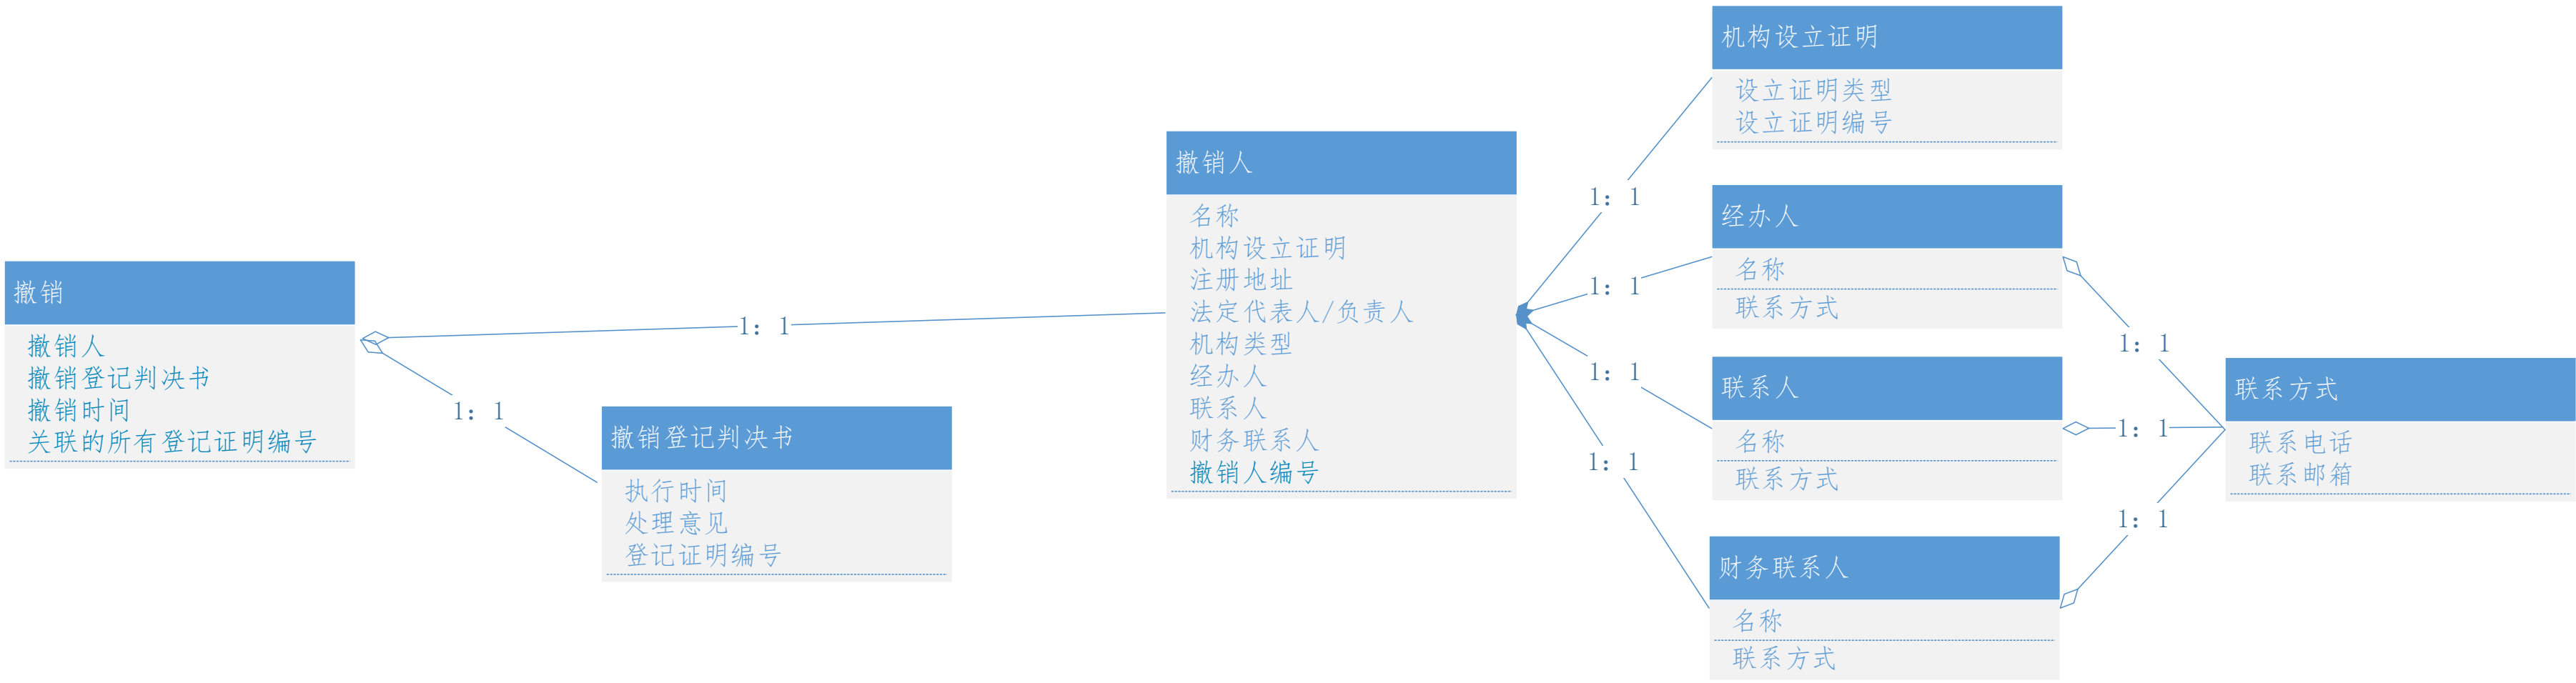 撤销
撤销人
撤销登记判决书
撤销时间
关联的所有登记证明编号
1: 1
1: 1
撤销登记判决书
执行时间
处理意见
登记证明编号
撤销人
名称
机构设立证明
注册地址
法定代表人/负责人
机构类型
经办人
联系人
财务联系人
撤销人编号
1: 1
1: 1
1: 1
1: 1
机构设立证明
设立证明类型
设立证明编号
经办人
名称
联系方式
联系人
名称
联系方式
财务联系人
名称
联系方式
1: 1
1: 1
1: 1
联系方式
联系电话
联系邮箱